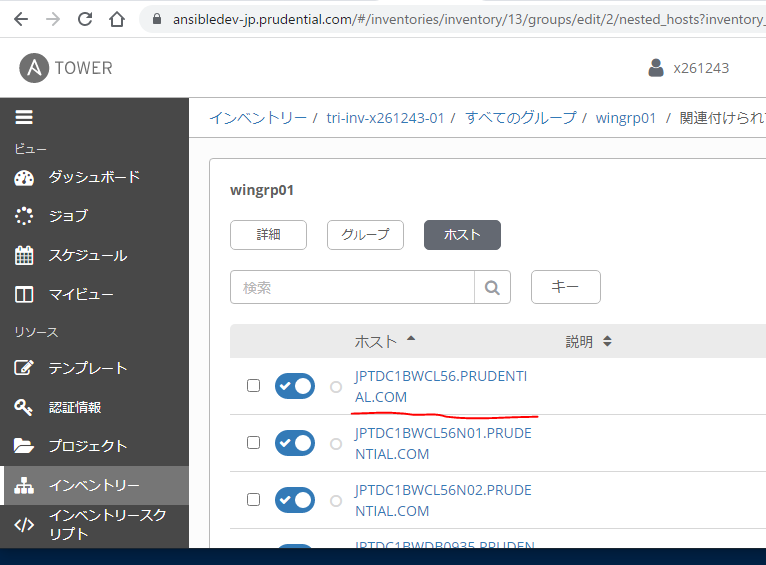 ansibledev-jp.prudential.com/#/inventories/inventory/13/groups/edit/2/nested_hosts?inventory_
TOWER
x261243
インベントリー / tri-inv-x261243-01 / すべてのグループ / wingrp01 / 関連付けられ
ビュー
ダッシュボード
ジョブ
スケジュール
マイビュー
リソース
テンプレート
認証情報
プロジェクト
インベントリー
インベントリースク
リプト
wingrp01
詳細
グループ
ホスト
検索
キー
ホスト
説明
JPTDC1BWCL56.PRUDENTI
AL.COM
JPTDC1BWCL56N01.PRUDE
NTIAL.COM
JPTDC1BWCL56N02.PRUDE
NTIAL.COM
JPTDC1BWDB0935.PRUDEN